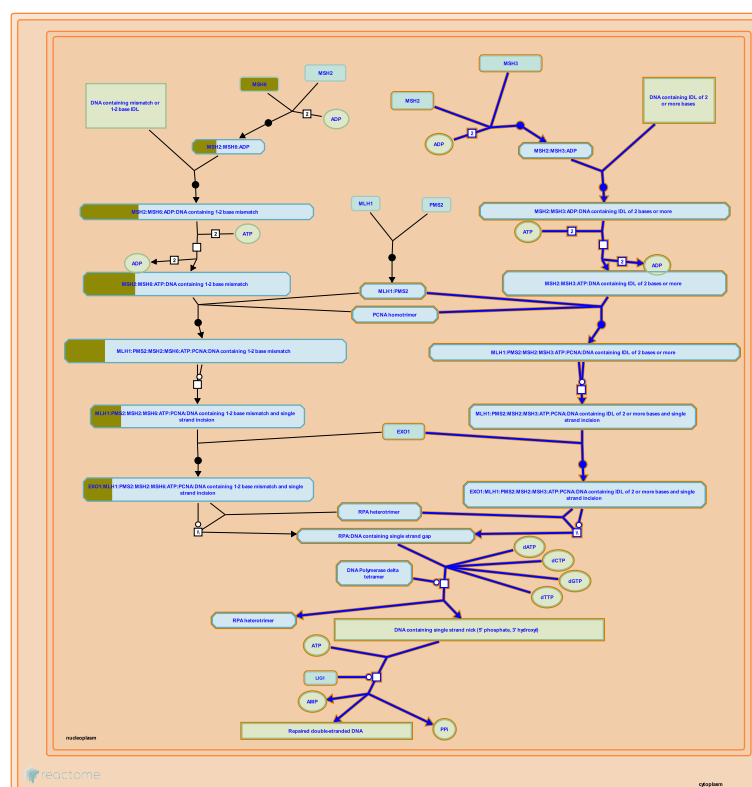 MSH3
MSH2
MSH6
DNA containing mismatch or
1-2 base IDL
MSH2
DNA containing IDL of 2
or more bases
2
ADP
2
ADP
MSH2:MSH6:ADP
MSH2:MSH3:ADP
MLH1
PMS2
MSH2:MSH6:ADP:DNA containing 1-2 base mismatch
MSH2:MSH3:ADP:DNA containing IDL of 2 bases or more
2
ATP
ATP
2
ADP
2
2
ADP
MSH2:MSH6:ATP:DNA containing 1-2 base mismatch
MLH1:PMS2
MSH2:MSH3:ATP:DNA containing IDL of 2 bases or more
PCNA homotrimer
MLH1:PMS2:MSH2:MSH6:ATP:PCNA:DNA containing 1-2 base mismatch
MLH1:PMS2:MSH2:MSH3:ATP:PCNA:DNA containing IDL of 2 bases or more
MLH1:PMS2:MSH2:MSH6:ATP:PCNA:DNA containing 1-2 base mismatch and single
strand incision
MLH1:PMS2:MSH2:MSH3:ATP:PCNA:DNA containing IDL of 2 or more bases and single
strand incision
EXO1
EXO1:MLH1:PMS2:MSH2:MSH6:ATP:PCNA:DNA containing 1-2 base mismatch and
single strand incision
EXO1:MLH1:PMS2:MSH2:MSH3:ATP:PCNA:DNA containing IDL of 2 or more bases and single
strand incision
RPA heterotrimer
RPA:DNA containing single strand gap
dATP
dCTP
DNA Polymerase delta
tetramer
dGTP
dTTP
RPA heterotrimer
DNA containing single strand nick (5' phosphate, 3' hydroxyl)
ATP
LIG1
AMP
Repaired double-stranded DNA
PPi
nucleoplasm
reactome
cytoplasm